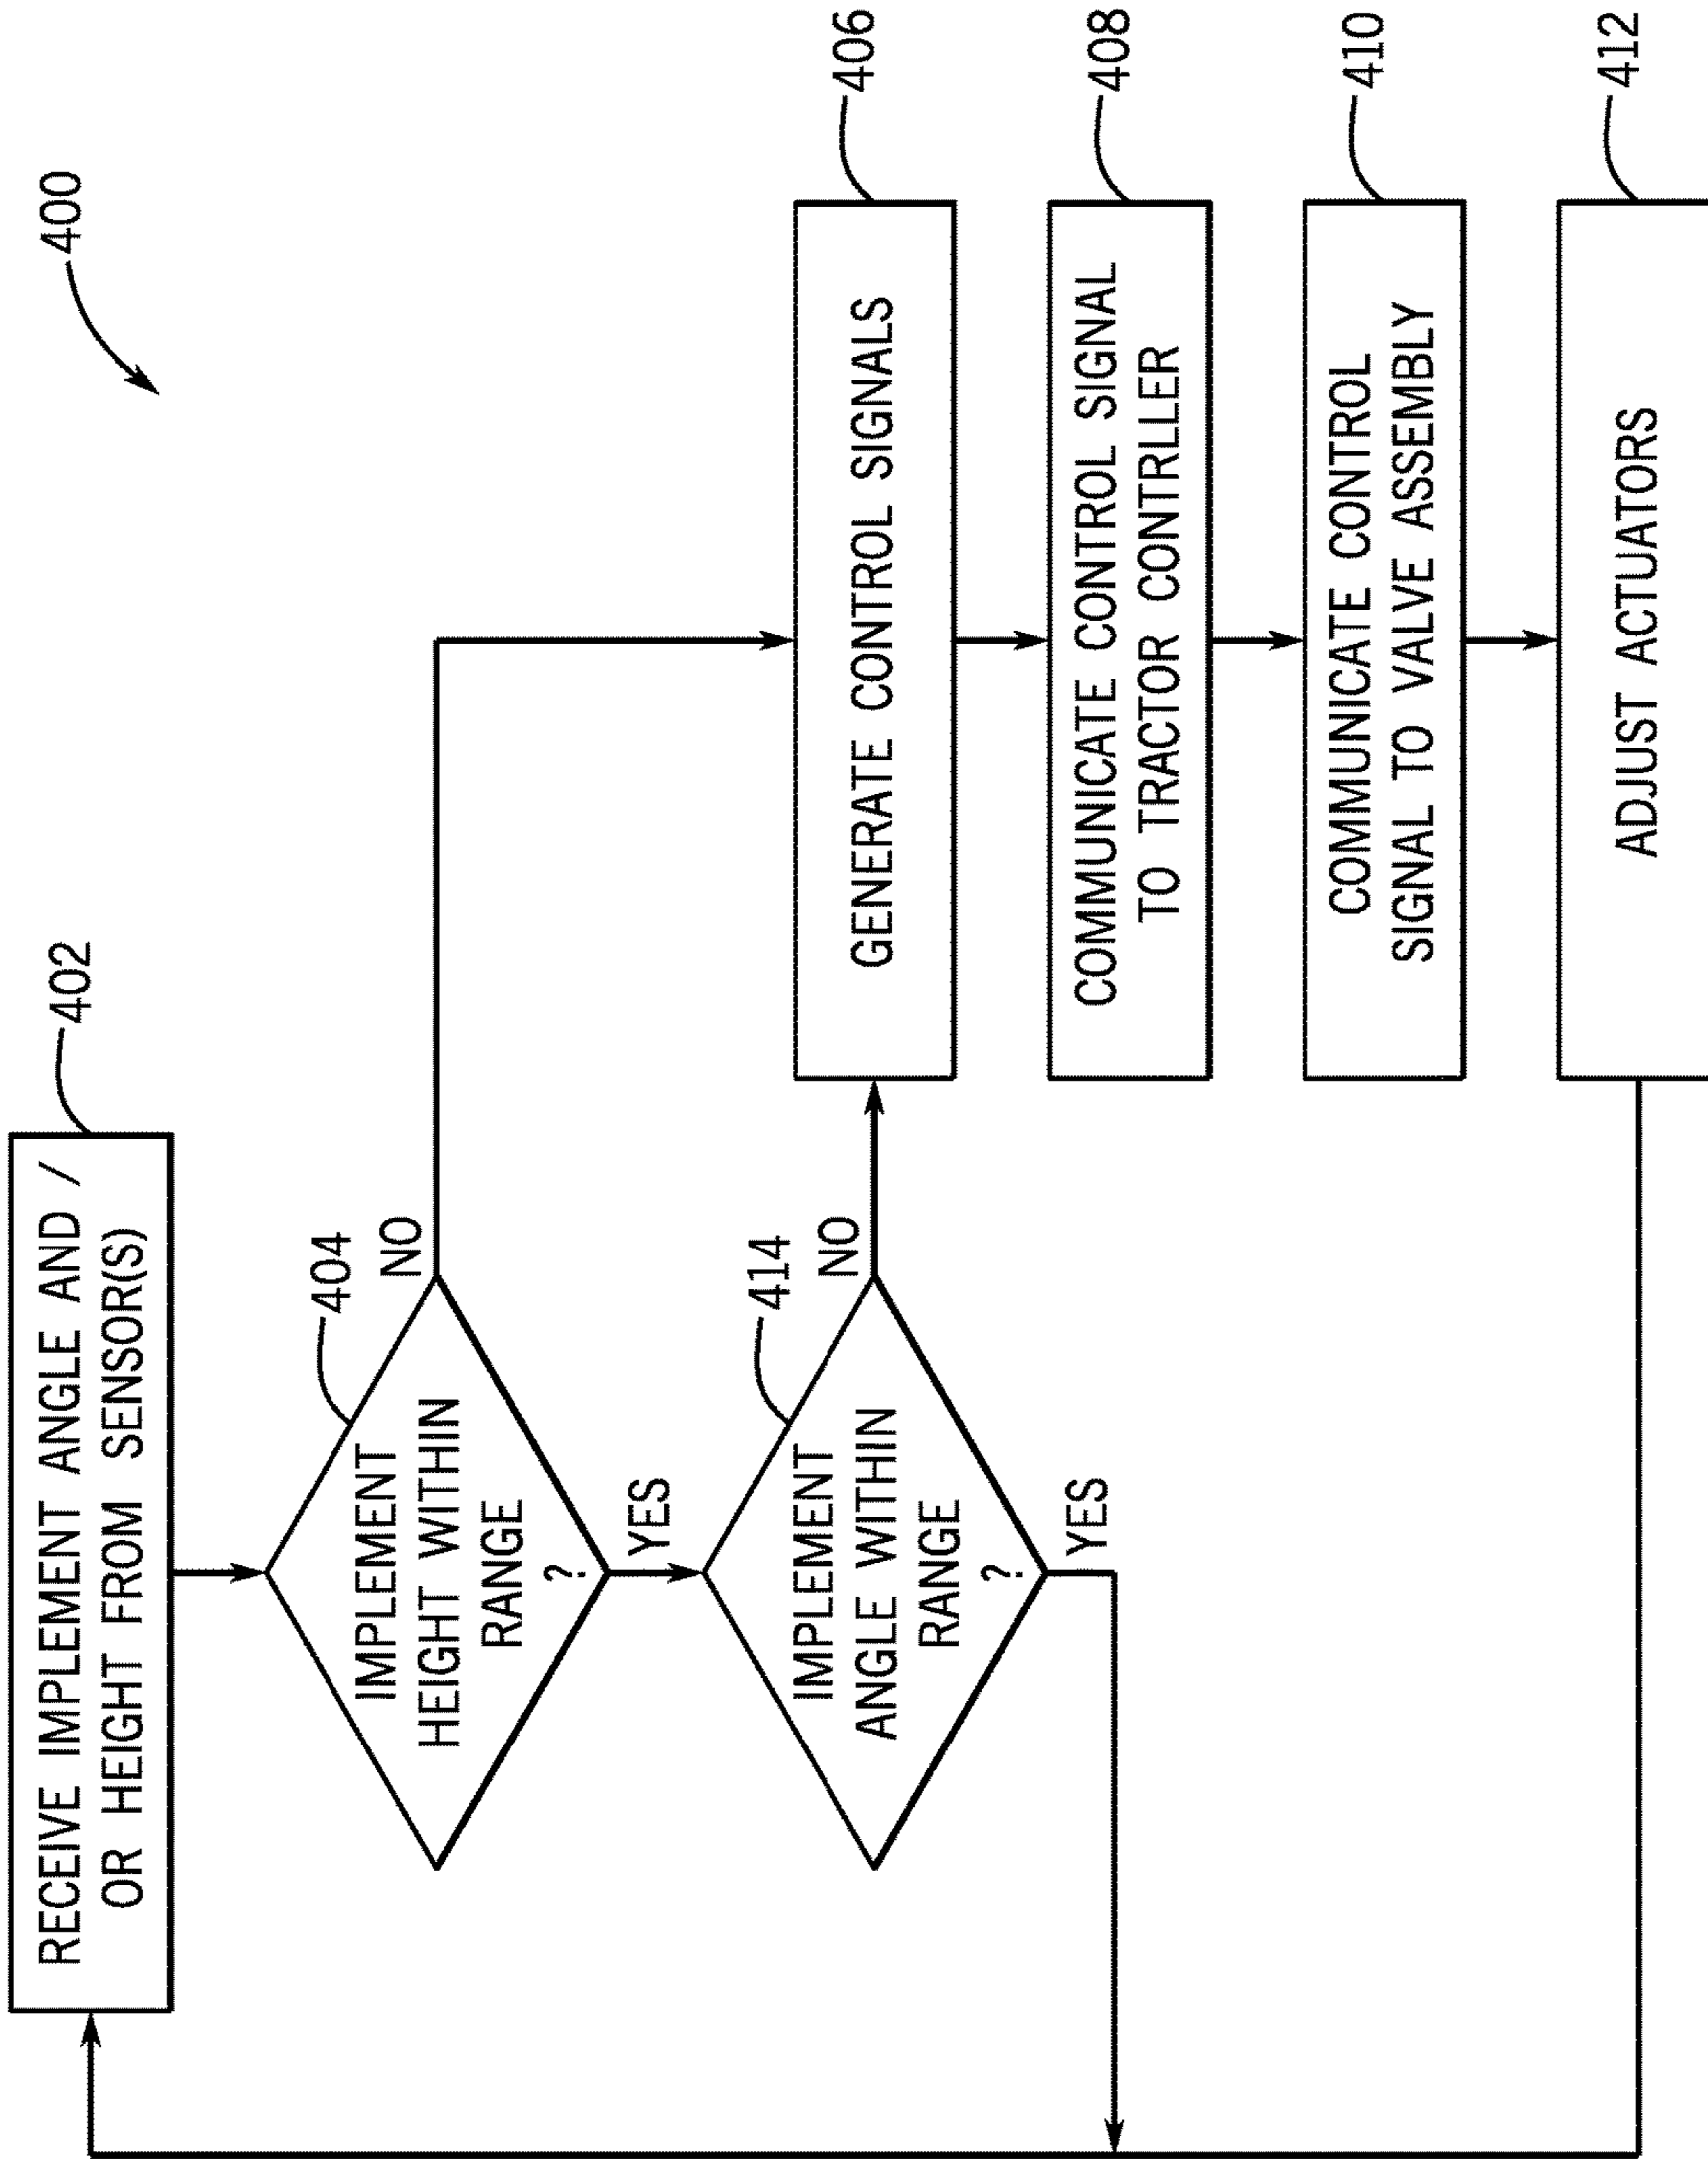 400
RECEIVE IMPLEMENT ANGLE AND /
OR HEIGHT FROM SENSOR(S)
402
IMPLEMENT
HEIGHT WITHIN
RANGE
?
404
NO
YES
IMPLEMENT
ANGLE WITHIN
RANGE
?
414
NO
YES
GENERATE CONTROL SIGNALS
406
COMMUNICATE CONTROL SIGNAL
TO TRACTOR CONTRLLER
408
COMMUNICATE CONTROL
SIGNAL TO VALVE ASSEMBLY
410
ADJUST ACTUATORS
412